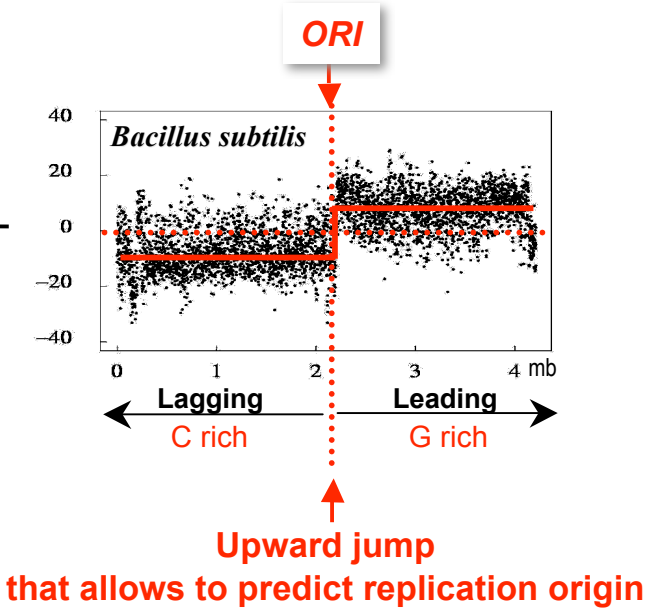 ORI
Bacillus subtilis
40
20
0
−20
−40
0 1 2 3 4 mb
Lagging Leading
C rich G rich
Upward jump
that allows to predict replication origin